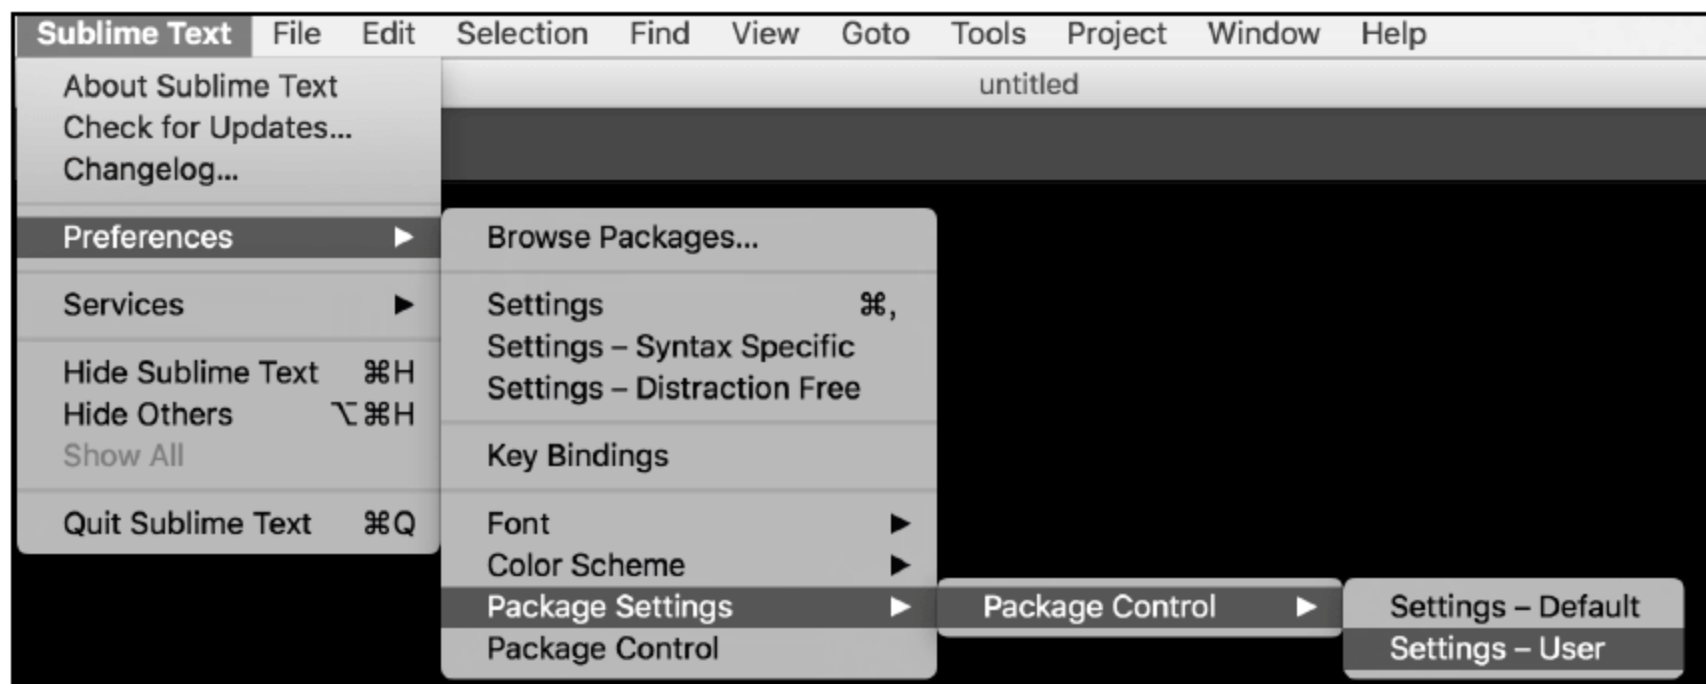 Sublime Text File Edit Selection Find View Goto Tools Project Window Help
untitled
About Sublime Text
Check for Updates...
Changelog...
Preferences ▶
Services ▶
Hide Sublime Text ⌘H
Hide Others ⌥⌘H
Show All
Quit Sublime Text ⌘Q
Browse Packages...
Settings ⌘,
Settings – Syntax Specific
Settings – Distraction Free
Key Bindings
Font ▶
Color Scheme ▶
Package Settings ▶
Package Control
Package Control ▶
Settings – Default
Settings – User